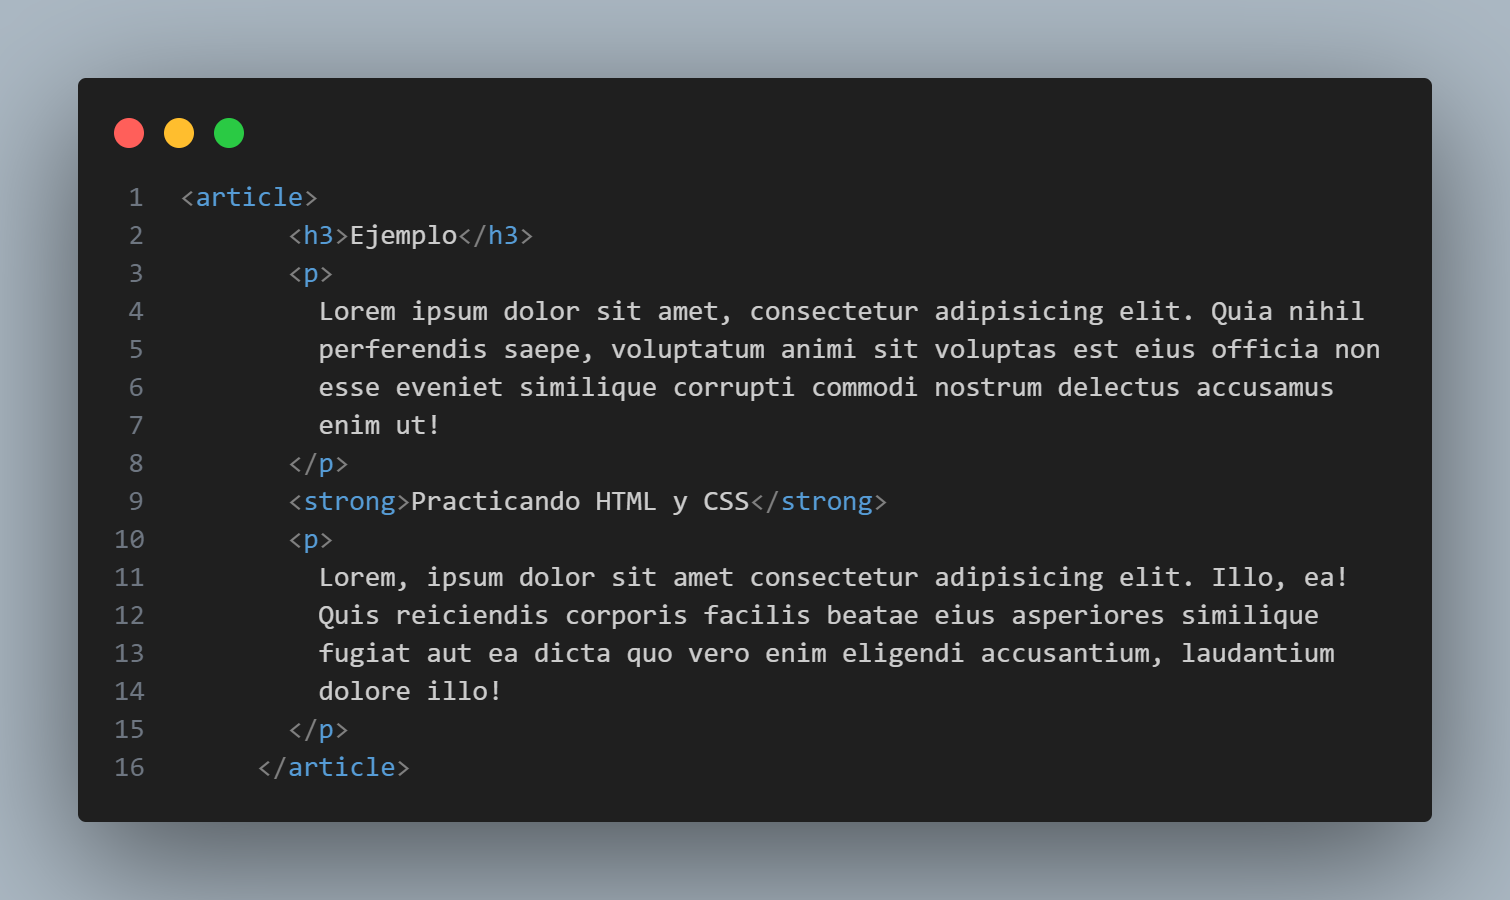 1 <article>
2 <h3>Ejemplo</h3>
3 <p>
4 Lorem ipsum dolor sit amet, consectetur adipisicing elit. Quia nihil
5 perferendis saepe, voluptatum animi sit voluptas est eius officia non
6 esse eveniet similique corrupti commodi nostrum delectus accusamus
7 enim ut!
8 </p>
9 <strong>Practicando HTML y CSS</strong>
10 <p>
11 Lorem, ipsum dolor sit amet consectetur adipisicing elit. Illo, ea!
12 Quis reiciendis corporis facilis beatae eius asperiores similique
13 fugiat aut ea dicta quo vero enim eligendi accusantium, laudantium
14 dolore illo!
15 </p>
16 </article>